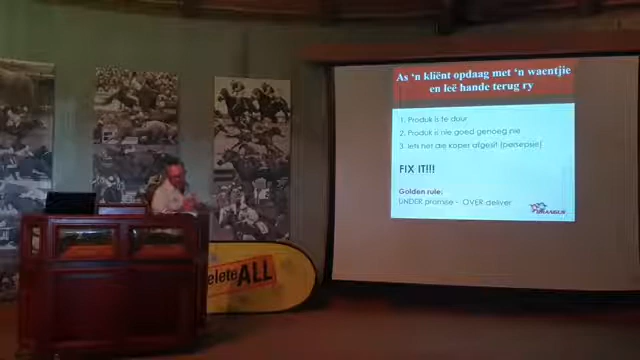 As 'n kliënt opdaag met 'n waentjie
en leë hande terug ry
1. Produk is te duur
2. Produk is nie goed genoeg nie
3. Iets het die koper afgesit (persepsie)
FIX IT!!!
Golden rule:
UNDER promise - OVER deliver
eleteALL